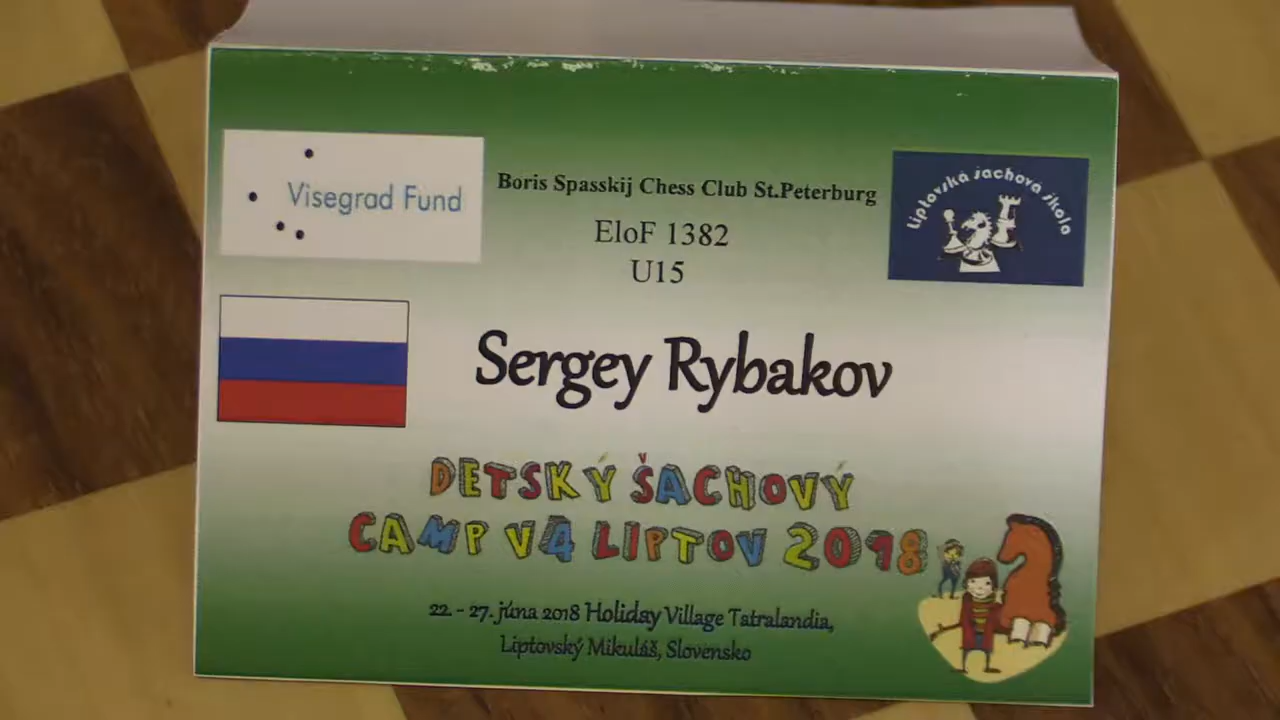 Visegrad Fund
Boris Spasskij Chess Club St.Peterburg
EloF 1382
U15
Liptovská šachová škola
Sergey Rybakov
DETSKÝ ŠACHOVÝ
CAMP V4 LIPTOV 2018
22. - 27. júna 2018 Holiday Village Tatralandia,
Liptovský Mikuláš, Slovensko